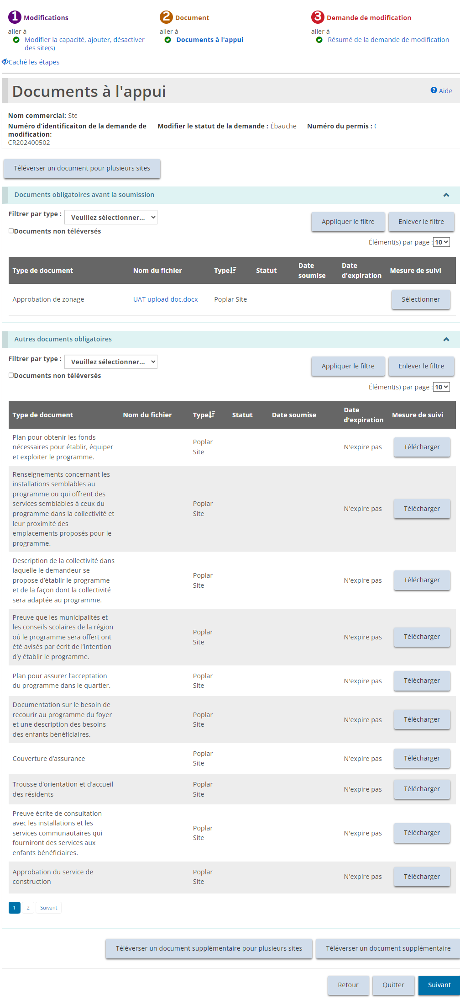 1 Modifications
aller à
Modifier la capacité, ajouter, désactiver
des site(s)
2 Document
aller à
Documents à l'appui
3 Demande de modification
aller à
Résumé de la demande de modification
Caché les étapes
Documents à l'appui
Aide
Nom commercial: Ste
Numéro d’identificaiton de la demande de
modification:
CR202400502
Modifier le statut de la demande : Ébauche
Numéro du permis :
Téléverser un document pour plusieurs sites
Documents obligatoires avant la soumission
Filtrer par type : Veuillez sélectionner...
Appliquer le filtre Enlever le filtre
Documents non téléversés
Élément(s) par page : 10
Type de document Nom du fichier Type Statut Date soumise Date d'expiration Mesure de suivi
Approbation de zonage UAT upload doc.docx Poplar Site Sélectionner
Autres documents obligatoires
Filtrer par type : Veuillez sélectionner...
Appliquer le filtre Enlever le filtre
Documents non téléversés
Élément(s) par page : 10
Type de document Nom du fichier Type Statut Date soumise Date d'expiration Mesure de suivi
Plan pour obtenir les fonds
nécessaires pour établir, équiper
et exploiter le programme.
Poplar
Site
N'expire pas Télécharger
Renseignements concernant les
installations semblables au
programme ou qui offrent des
services semblables à ceux du
programme dans la collectivité et
leur proximité des
emplacements proposés pour le
programme.
Poplar
Site
N'expire pas Télécharger
Description de la collectivité dans
laquelle le demandeur se
propose d’établir le programme
et de la façon dont la collectivité
sera adaptée au programme.
Poplar
Site
N'expire pas Télécharger
Preuve que les municipalités et
les conseils scolaires de la région
où le programme sera offert ont
été avisés par écrit de l’intention
d’y établir le programme.
Poplar
Site
N'expire pas Télécharger
Plan pour assurer l’acceptation
du programme dans le quartier.
Poplar
Site
N'expire pas Télécharger
Documentation sur le besoin de
recourir au programme du foyer
et une description des besoins
des enfants bénéficiaires.
Poplar
Site
N'expire pas Télécharger
Couverture d’assurance
Poplar
Site
N'expire pas Télécharger
Trousse d’orientation et d’accueil
des résidents
Poplar
Site
N'expire pas Télécharger
Preuve écrite de consultation
avec les installations et les
services communautaires qui
fourniront des services aux
enfants bénéficiaires.
Poplar
Site
N'expire pas Télécharger
Approbation du service de
construction
Poplar
Site
N'expire pas Télécharger
1 2 Suivant
Téléverser un document supplémentaire pour plusieurs sites Téléverser un document supplémentaire
Retour Quitter Suivant